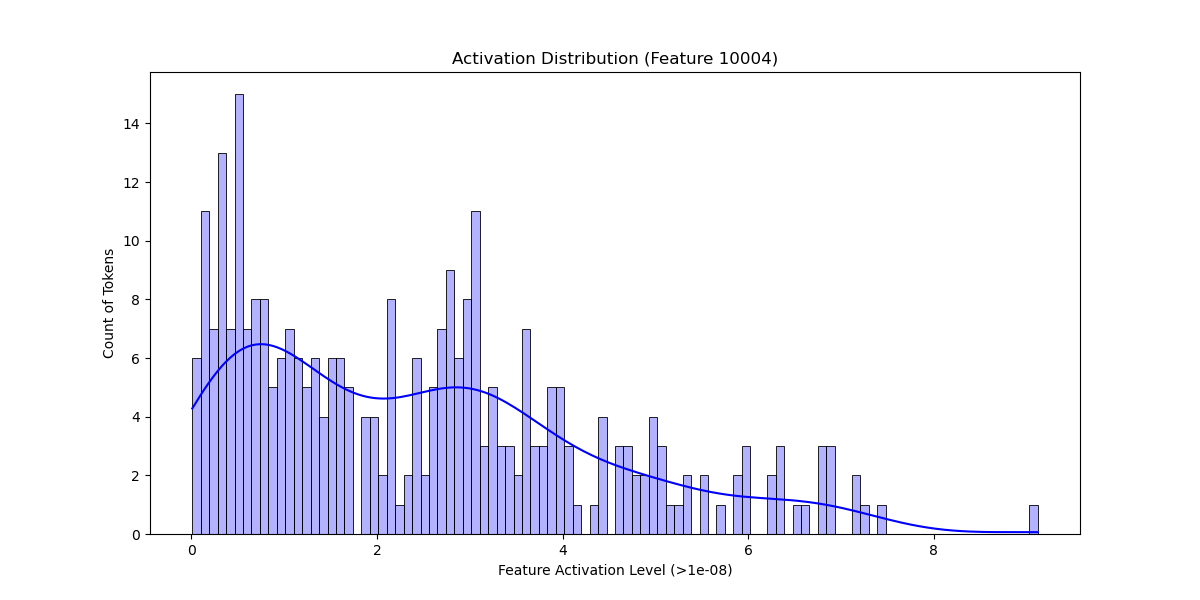 Activation Distribution (Feature 10004)
14
12
10
8
6
4
2
0
Count of Tokens
0 2 4 6 8
Feature Activation Level (>1e-08)